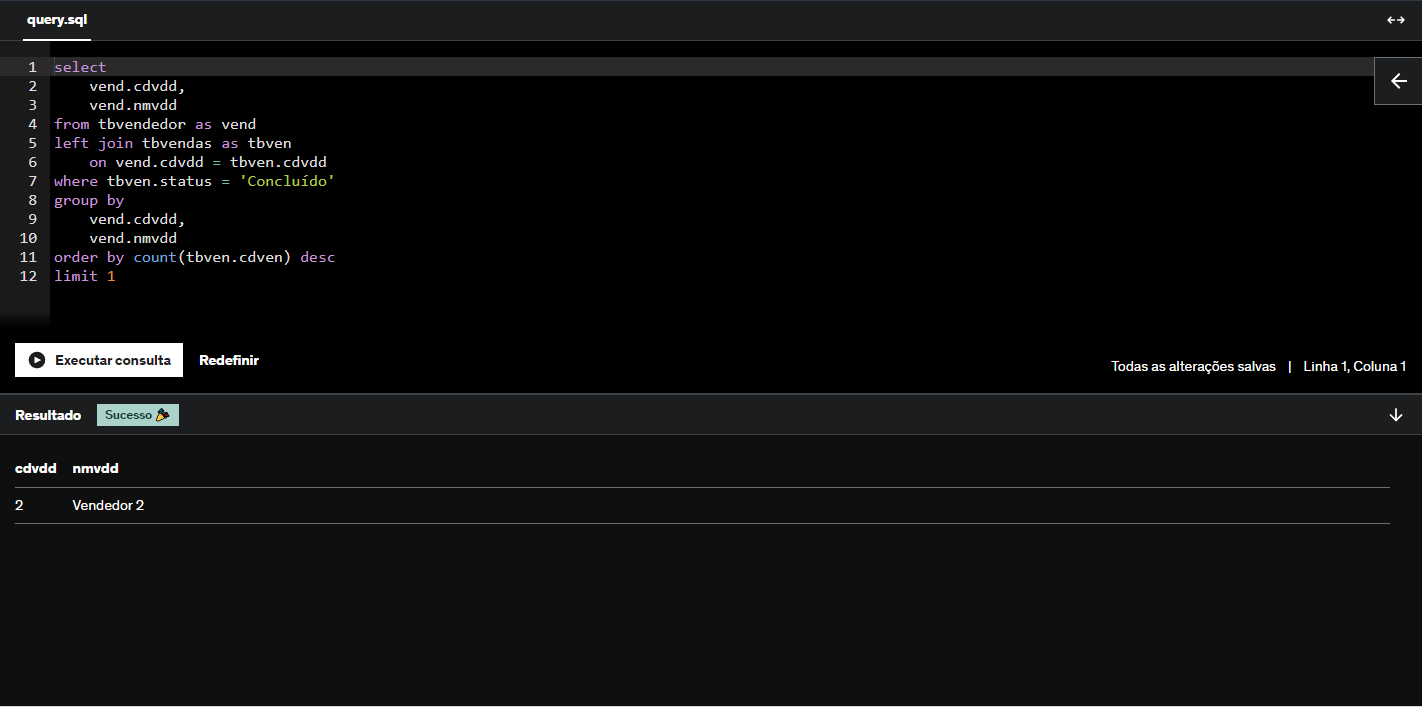 query.sql
1 select
2     vend.cdvdd,
3     vend.nmvdd
4 from tbvendedor as vend
5 left join tbvendas as tbven
6     on vend.cdvdd = tbven.cdvdd
7 where tbven.status = 'Concluído'
8 group by
9     vend.cdvdd,
10     vend.nmvdd
11 order by count(tbven.cdven) desc
12 limit 1
Executar consulta Redefinir
Todas as alterações salvas | Linha 1, Coluna 1
Resultado Sucesso 🎉
cdvdd nmvdd
2 Vendedor 2